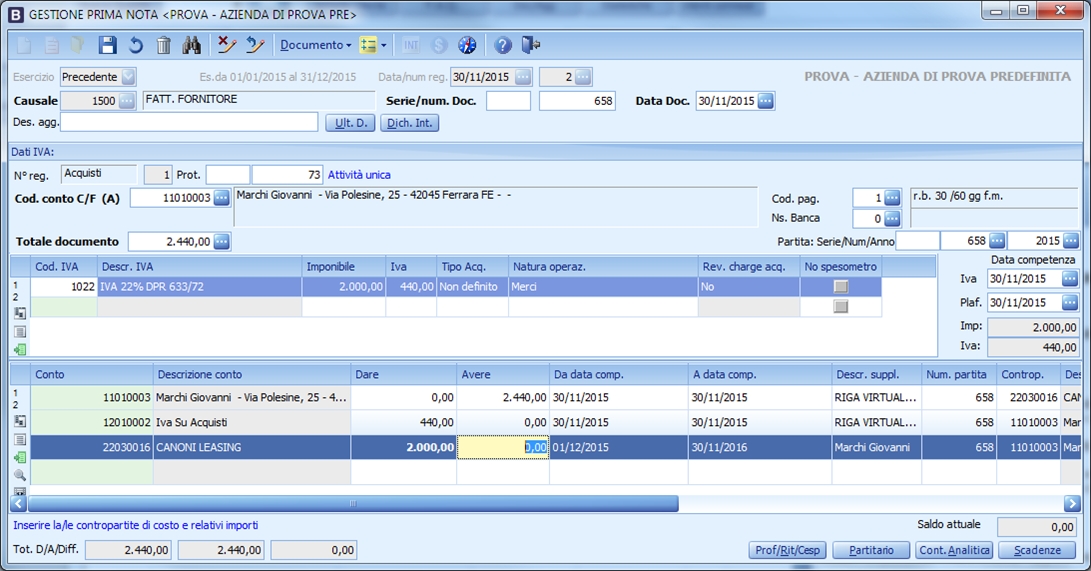 B GESTIONE PRIMA NOTA <PROVA - AZIENDA DI PROVA PRE>
Documento INT
Esercizio Precedente Es.da 01/01/2015 al 31/12/2015 Data/num reg. 30/11/2015 2 PROVA - AZIENDA DI PROVA PREDEFINITA
Causale 1500 FATT. FORNITORE Serie/num. Doc. 658 Data Doc. 30/11/2015
Des. agg. Ult. D. Dich. Int.
Dati IVA:
N° reg. Acquisti 1 Prot. 73 Attività unica
Cod. conto C/F (A) 11010003 Marchi Giovanni - Via Polesine, 25 - 42045 Ferrara FE - - Cod. pag. 1 r.b. 30 /60 gg f.m.
Ns. Banca 0
Totale documento 2.440,00 Partita: Serie/Num/Anno 658 2015
Cod. IVA Descr. IVA Imponibile Iva Tipo Acq. Natura operaz. Rev. charge acq. No spesometro Data competenza
1 1022 IVA 22% DPR 633/72 2.000,00 440,00 Non definito Merci No Iva 30/11/2015
2 Plaf. 30/11/2015
Imp: 2.000,00
Iva: 440,00
Conto Descrizione conto Dare Avere Da data comp. A data comp. Descr. suppl. Num. partita Controp. Des
1 11010003 Marchi Giovanni - Via Polesine, 25 - 4... 0,00 2.440,00 30/11/2015 30/11/2015 RIGA VIRTUAL... 658 22030016 CAN
2 12010002 Iva Su Acquisti 440,00 0,00 30/11/2015 30/11/2015 RIGA VIRTUAL... 658 11010003 Mar
22030016 CANONI LEASING 2.000,00 0,00 01/12/2015 30/11/2016 Marchi Giovanni 658 11010003 Mar
Inserire la/le contropartite di costo e relativi importi Saldo attuale 0,00
Tot. D/A/Diff. 2.440,00 2.440,00 0,00 Prof/Rit/Cesp Partitario Cont. Analitica Scadenze